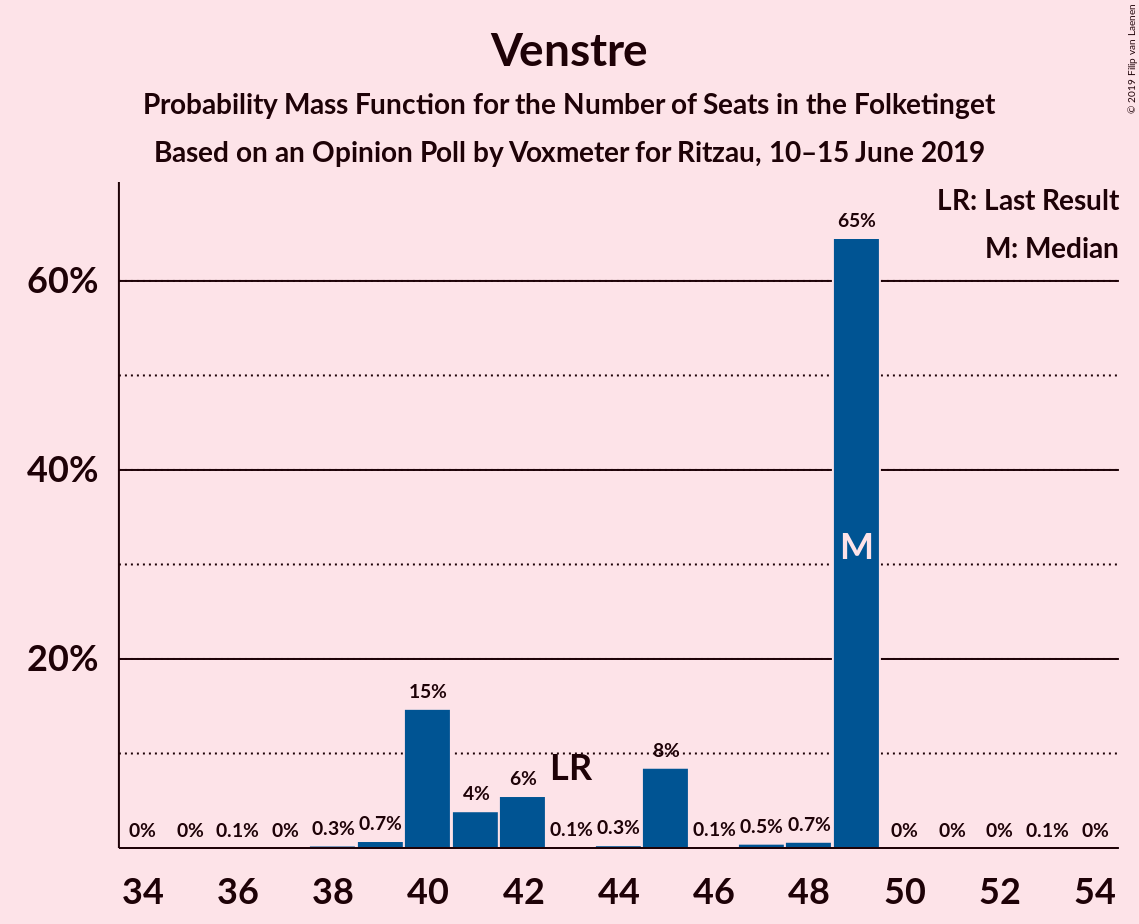 Venstre
Probability Mass Function for the Number of Seats in the Folketinget
Based on an Opinion Poll by Voxmeter for Ritzau, 10–15 June 2019
© 2019 Filip van Laenen
LR: Last Result
M: Median
60%
40%
20%
0% 0% 0.1% 0% 0.3% 0.7% 15% 4% 6% 0.1% 0.3% 8% 0.1% 0.5% 0.7% 65% 0% 0% 0% 0.1% 0%
LR
M
34 36 38 40 42 44 46 48 50 52 54